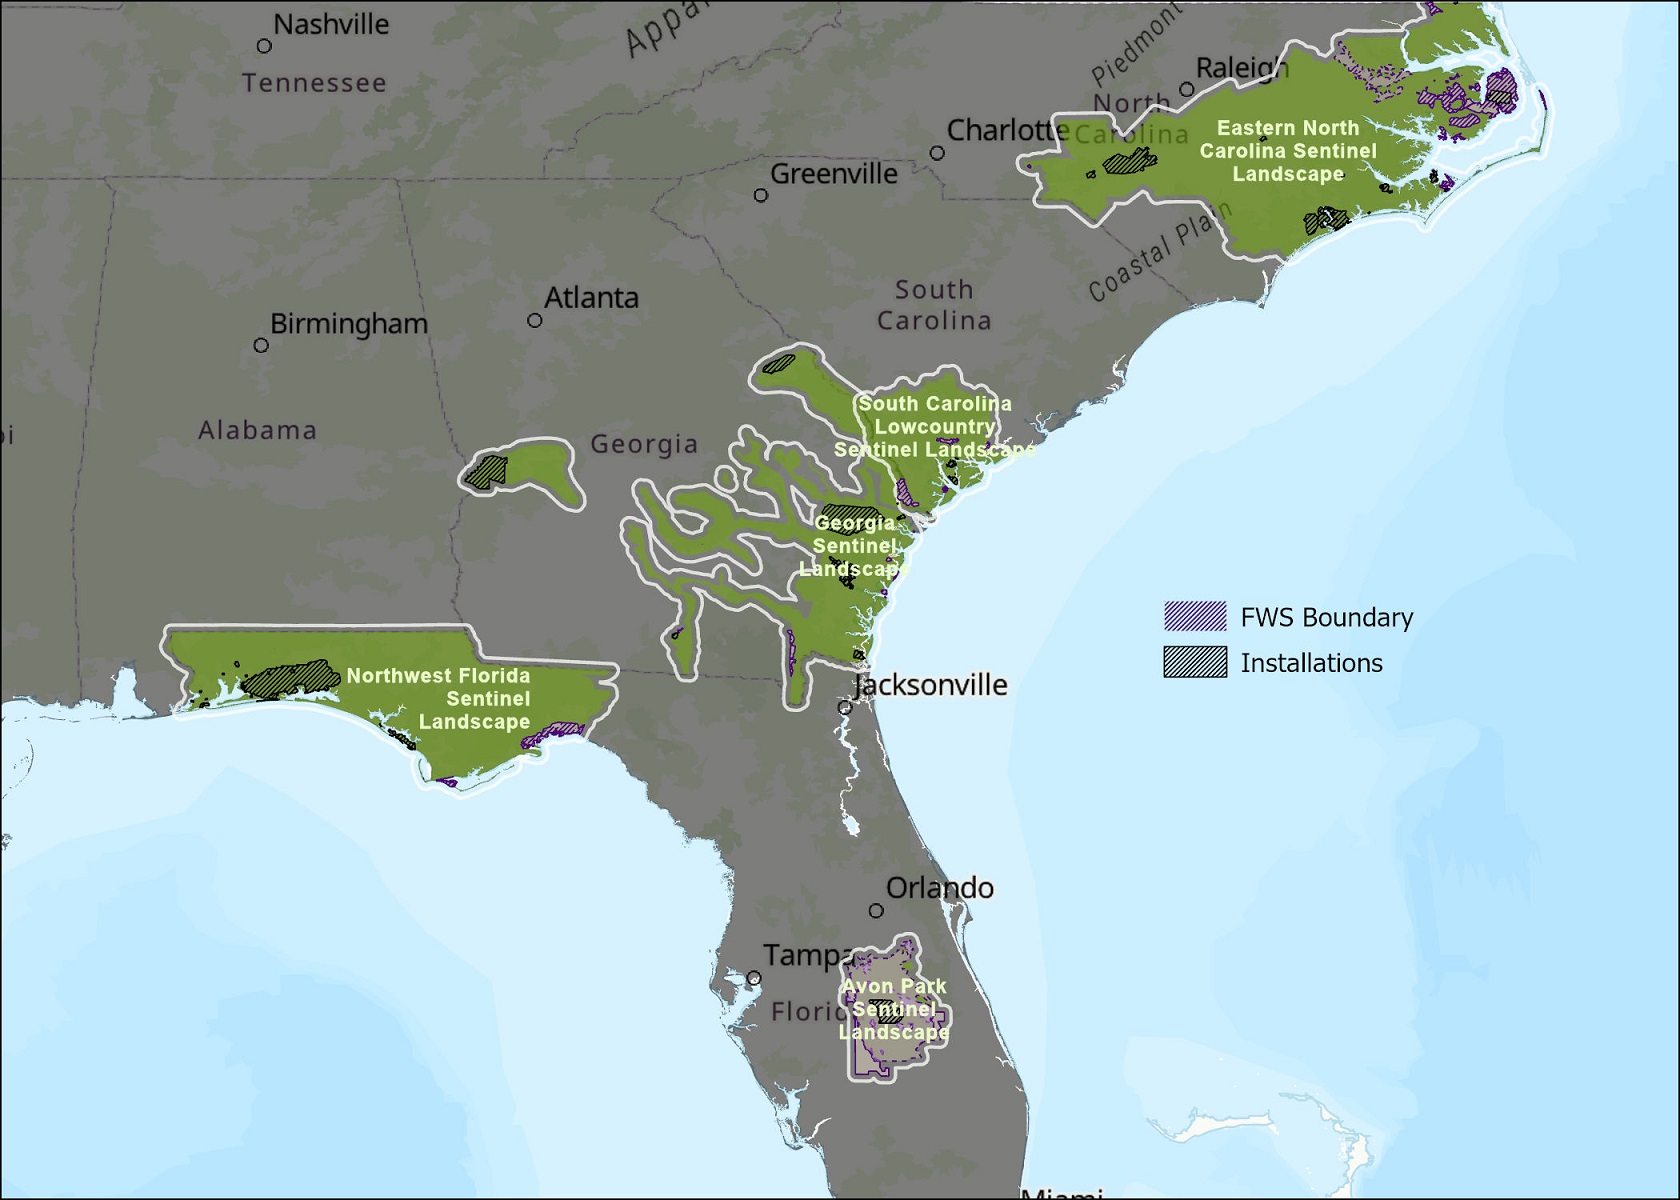 Nashville
Tennessee
Appa
Piedmont
Raleigh
North
Carolina
Charlotte
Eastern North
Carolina Sentinel
Landscape
Greenville
Coastal Plain
Atlanta
South
Carolina
Birmingham
Alabama
Georgia
South Carolina
Lowcountry
Sentinel Landscape
Georgia
Sentinel
Landscape
FWS Boundary
Installations
Northwest Florida
Sentinel
Landscape
Jacksonville
Orlando
Tampa
Florid
Avon Park
Sentinel
Landscape
Miami